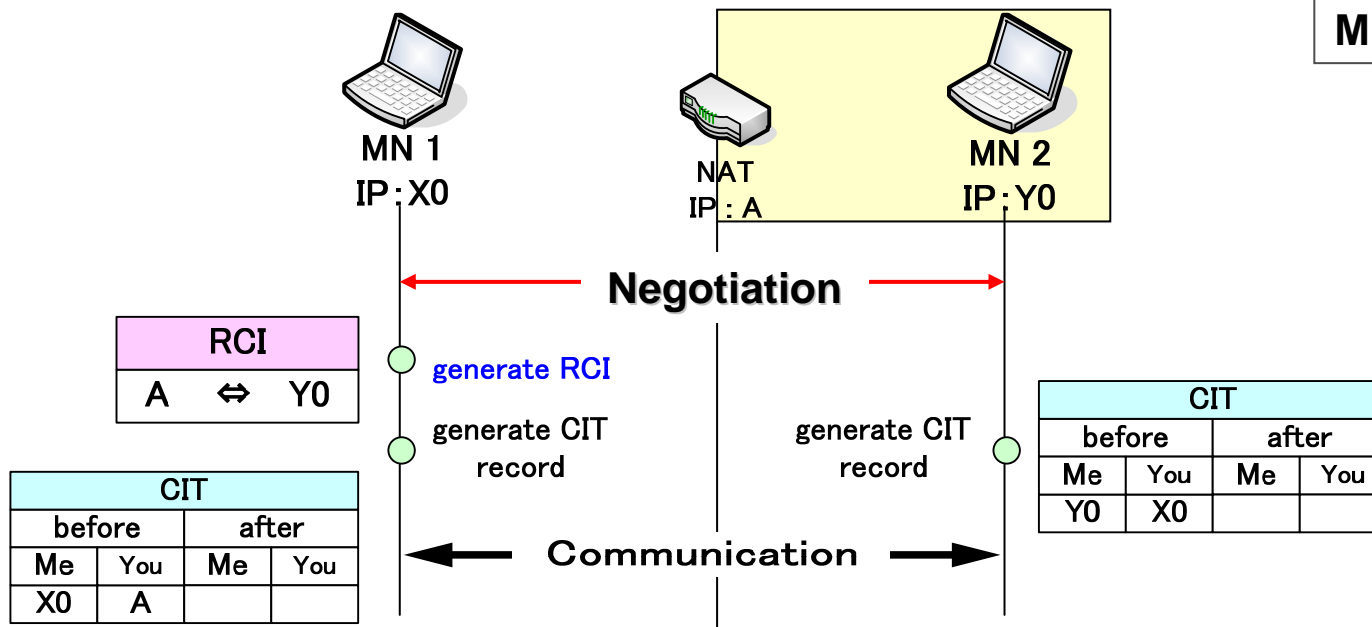 M
MN 1
IP:X0
NAT
IP : A
MN 2
IP:Y0
Negotiation
RCI
A ⇔ Y0
generate RCI
generate CIT
record
generate CIT
record
CIT
before after
Me You Me You
Y0 X0
CIT
before after
Me You Me You
X0 A
Communication